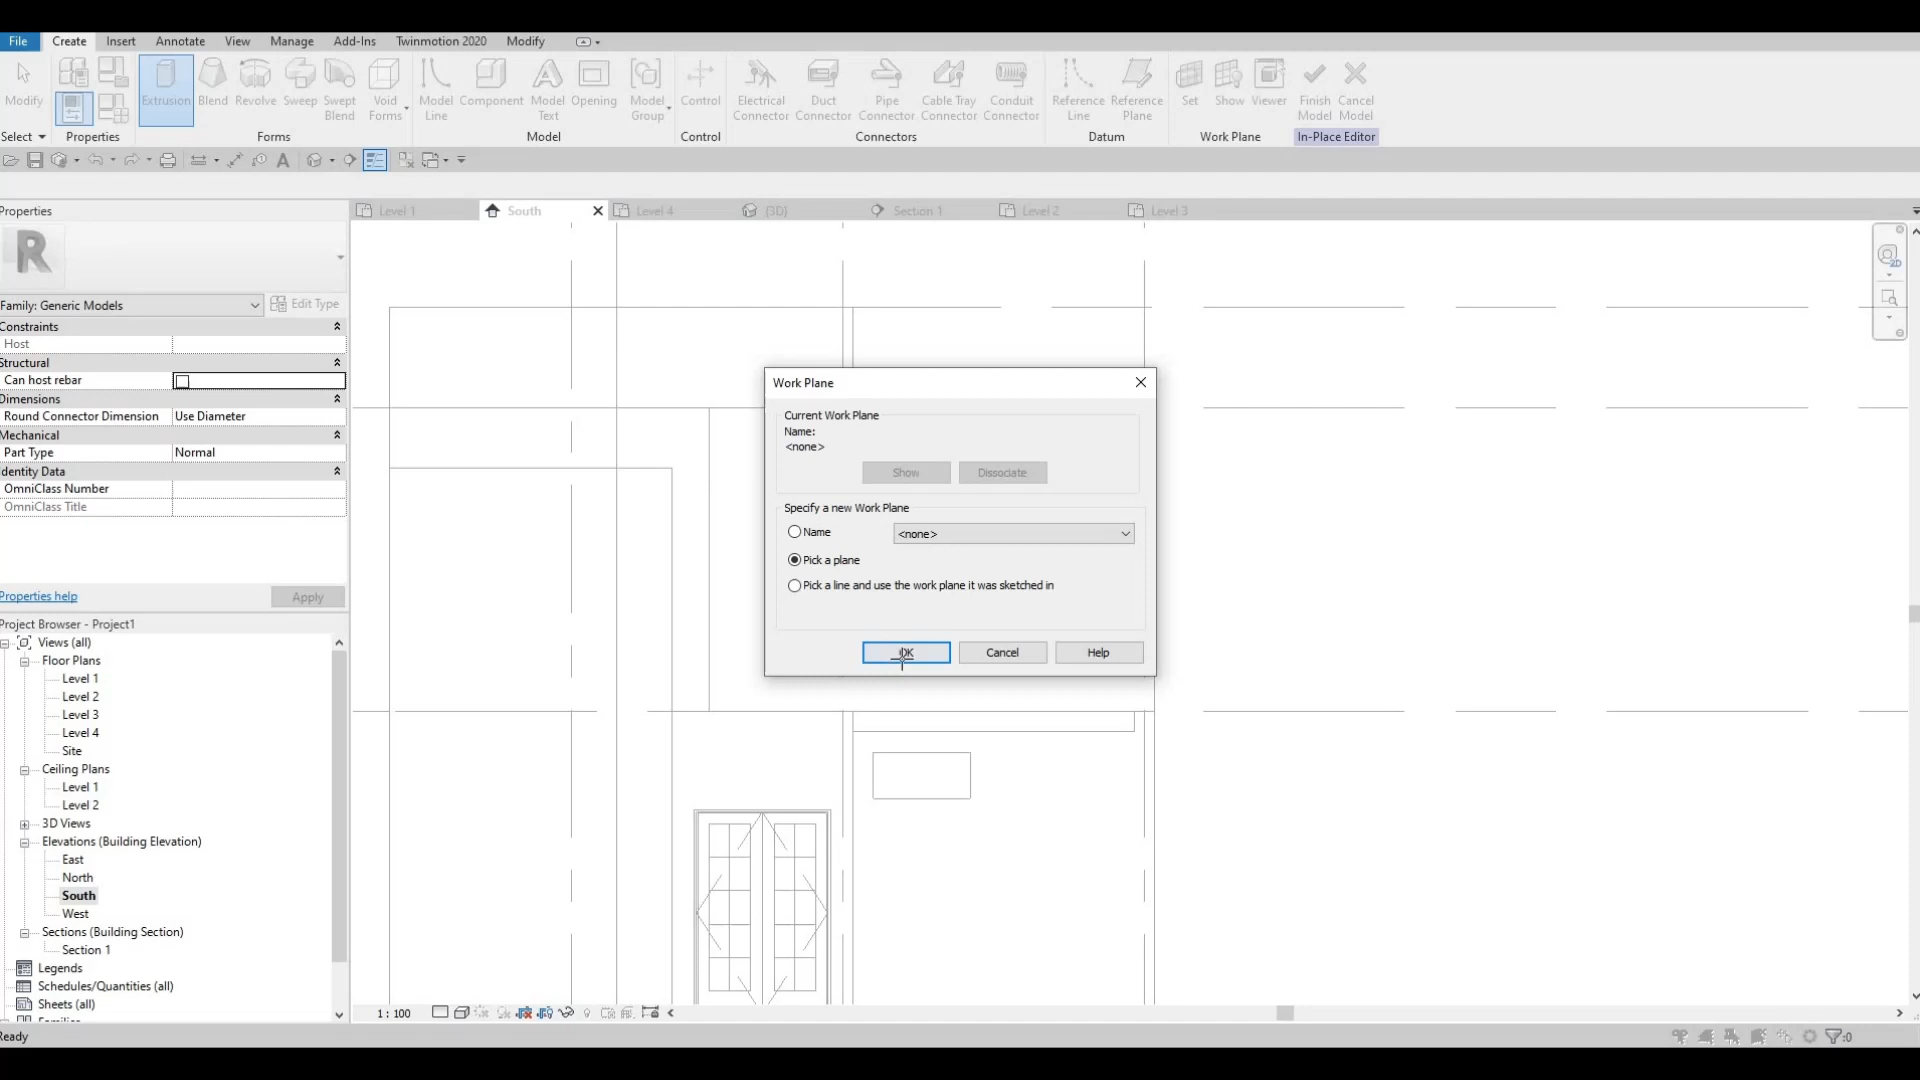 File Create Insert Annotate View Manage Add-Ins Twinmotion 2020 Modify
Modify Extrusion Blend Revolve Sweep Swept Blend Void Forms Model Line Component Model Text Opening Model Group Control Electrical Connector Duct Connector Pipe Connector Cable Tray Connector Conduit Connector Reference Line Reference Plane Set Show Viewer Finish Model Cancel Model
Select Properties Forms Model Control Connectors Datum Work Plane In-Place Editor
Properties
Level 1 South Level 4 {3D} Section 1 Level 2 Level 3
2D
Family: Generic Models Edit Type
Constraints
Host
Structural
Can host rebar
Dimensions
Round Connector Dimension Use Diameter
Mechanical
Part Type Normal
Identity Data
OmniClass Number
OmniClass Title
Properties help Apply
Project Browser - Project1
Views (all)
Floor Plans
Level 1
Level 2
Level 3
Level 4
Site
Ceiling Plans
Level 1
Level 2
3D Views
Elevations (Building Elevation)
East
North
South
West
Sections (Building Section)
Section 1
Legends
Schedules/Quantities (all)
Sheets (all)
Work Plane
Current Work Plane
Name:
<none>
Show Dissociate
Specify a new Work Plane
Name <none>
Pick a plane
Pick a line and use the work plane it was sketched in
OK Cancel Help
1 : 100
Ready
:0